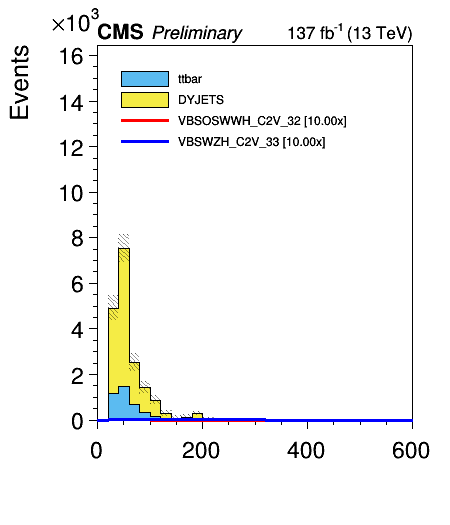 ×10³ CMS Preliminary 137 fb⁻¹ (13 TeV)
Events
16
14
12
10
8
6
4
2
0
ttbar
DYJETS
VBSOSWWH_C2V_32 [10.00x]
VBSWZH_C2V_33 [10.00x]
0 200 400 600